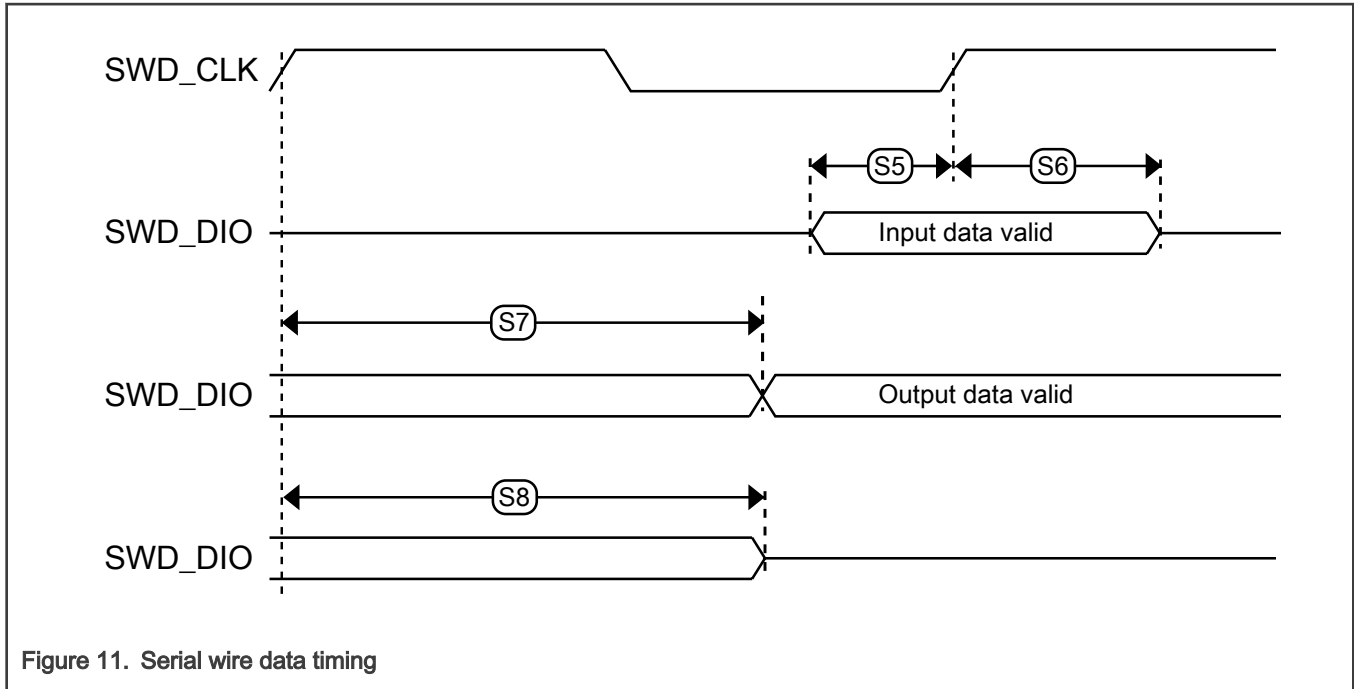 SWD_CLK
S5
S6
SWD_DIO
Input data valid
S7
SWD_DIO
Output data valid
S8
SWD_DIO
Figure 11. Serial wire data timing